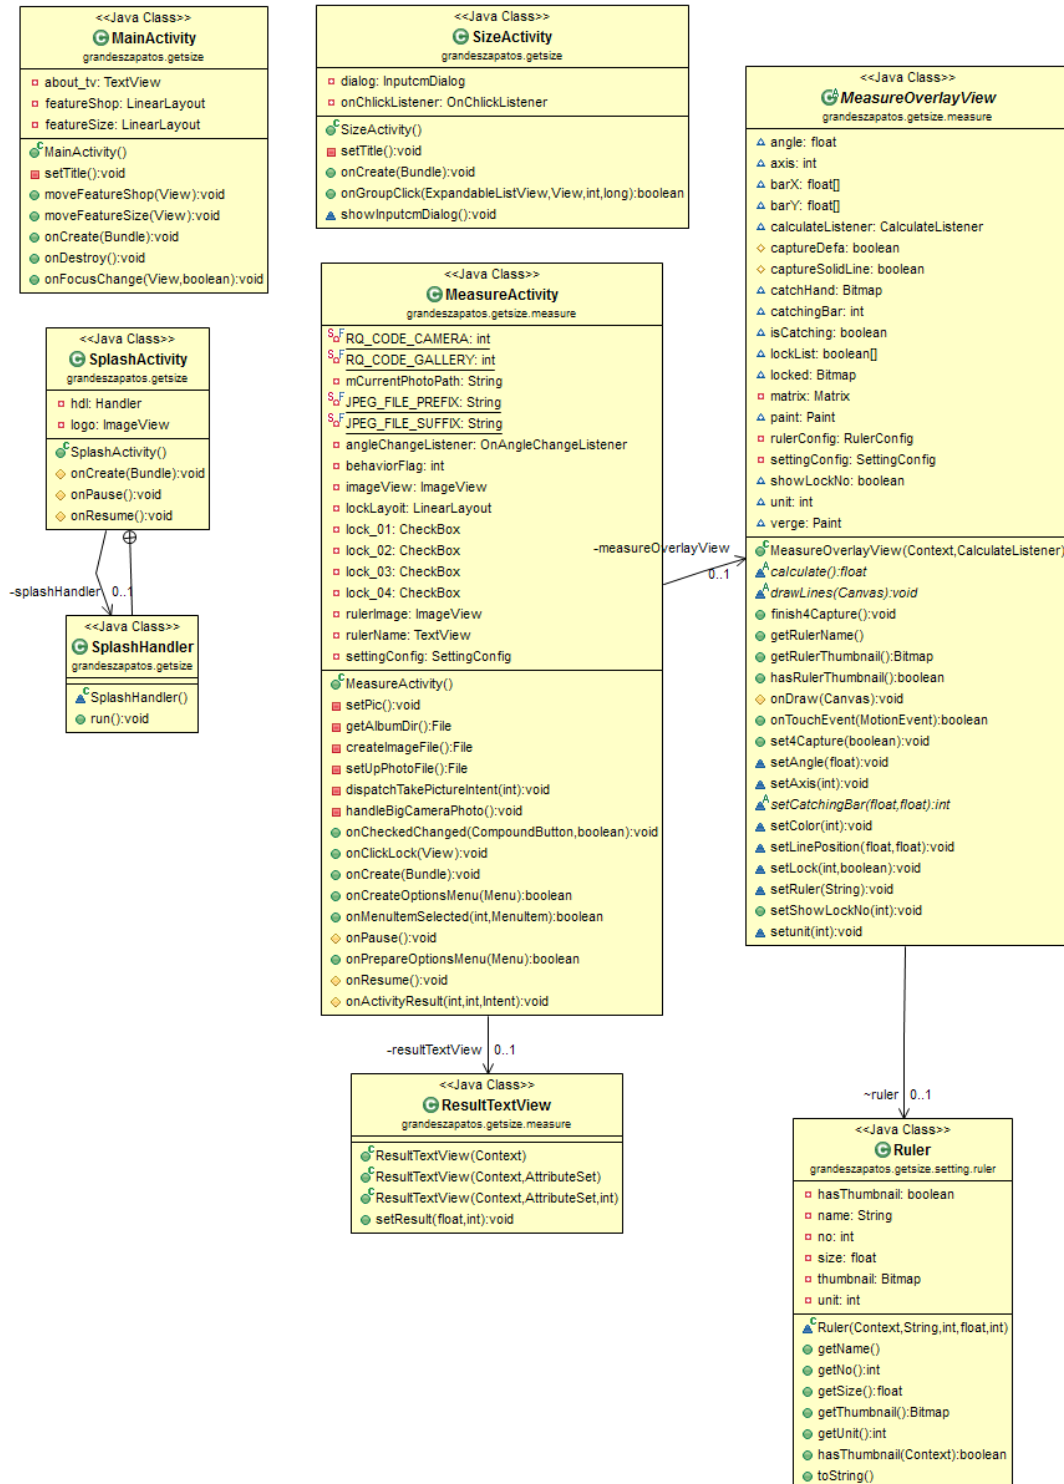 <<Java Class>>
MainActivity
grandeszapatos.getsize
about_tv: TextView
featureShop: LinearLayout
featureSize: LinearLayout
MainActivity()
setTitle():void
moveFeatureShop(View):void
moveFeatureSize(View):void
onCreate(Bundle):void
onDestroy():void
onFocusChange(View,boolean):void
<<Java Class>>
SizeActivity
grandeszapatos.getsize
dialog: InputcmDialog
onChlickListener: OnChlickListener
SizeActivity()
setTitle():void
onCreate(Bundle):void
onGroupClick(ExpandableListView,View,int,long):boolean
showInputcmDialog():void
<<Java Class>>
MeasureOverlayView
grandeszapatos.getsize.measure
angle: float
axis: int
barX: float[]
barY: float[]
calculateListener: CalculateListener
captureDefa: boolean
captureSolidLine: boolean
catchHand: Bitmap
catchingBar: int
isCatching: boolean
lockList: boolean[]
locked: Bitmap
matrix: Matrix
paint: Paint
rulerConfig: RulerConfig
settingConfig: SettingConfig
showLockNo: boolean
unit: int
verge: Paint
MeasureOverlayView(Context,CalculateListener)
calculate():float
drawLines(Canvas):void
finish4Capture():void
getRulerName()
getRulerThumbnail():Bitmap
hasRulerThumbnail():boolean
onDraw(Canvas):void
onTouchEvent(MotionEvent):boolean
set4Capture(boolean):void
setAngle(float):void
setAxis(int):void
setCatchingBar(float,float):int
setColor(int):void
setLinePosition(float,float):void
setLock(int,boolean):void
setRuler(String):void
setShowLockNo(int):void
setunit(int):void
<<Java Class>>
SplashActivity
grandeszapatos.getsize
hdl: Handler
logo: ImageView
SplashActivity()
onCreate(Bundle):void
onPause():void
onResume():void
-splashHandler 0..1
<<Java Class>>
SplashHandler
grandeszapatos.getsize
SplashHandler()
run():void
<<Java Class>>
MeasureActivity
grandeszapatos.getsize.measure
RQ_CODE_CAMERA: int
RQ_CODE_GALLERY: int
mCurrentPhotoPath: String
JPEG_FILE_PREFIX: String
JPEG_FILE_SUFFIX: String
angleChangeListener: OnAngleChangeListener
behaviorFlag: int
imageView: ImageView
lockLayoit: LinearLayout
lock_01: CheckBox
lock_02: CheckBox
lock_03: CheckBox
lock_04: CheckBox
rulerImage: ImageView
rulerName: TextView
settingConfig: SettingConfig
MeasureActivity()
setPic():void
getAlbumDir():File
createImageFile():File
setUpPhotoFile():File
dispatchTakePictureIntent(int):void
handleBigCameraPhoto():void
onCheckedChanged(CompoundButton,boolean):void
onClickLock(View):void
onCreate(Bundle):void
onCreateOptionsMenu(Menu):boolean
onMenuItemSelected(int,MenuItem):boolean
onPause():void
onPrepareOptionsMenu(Menu):boolean
onResume():void
onActivityResult(int,int,Intent):void
-measureOverlayView
0..1
-resultTextView 0..1
<<Java Class>>
ResultTextView
grandeszapatos.getsize.measure
ResultTextView(Context)
ResultTextView(Context,AttributeSet)
ResultTextView(Context,AttributeSet,int)
setResult(float,int):void
~ruler 0..1
<<Java Class>>
Ruler
grandeszapatos.getsize.setting.ruler
hasThumbnail: boolean
name: String
no: int
size: float
thumbnail: Bitmap
unit: int
Ruler(Context,String,int,float,int)
getName()
getNo():int
getSize():float
getThumbnail():Bitmap
getUnit():int
hasThumbnail(Context):boolean
toString()